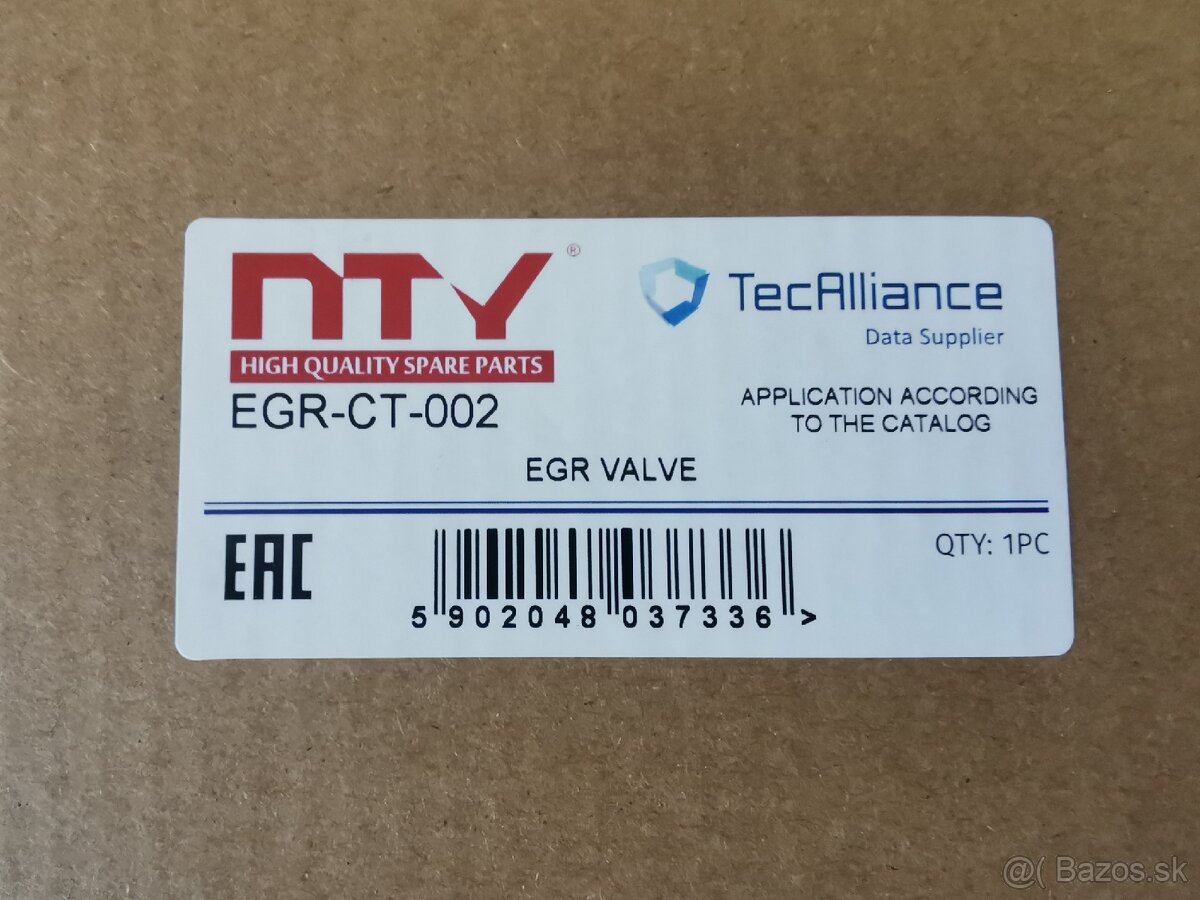 NTY®
HIGH QUALITY SPARE PARTS
EGR-CT-002
TecAlliance
Data Supplier
APPLICATION ACCORDING
TO THE CATALOG
EGR VALVE
EAC
QTY: 1PC
5 902048 037336 >
@( Bazos.sk